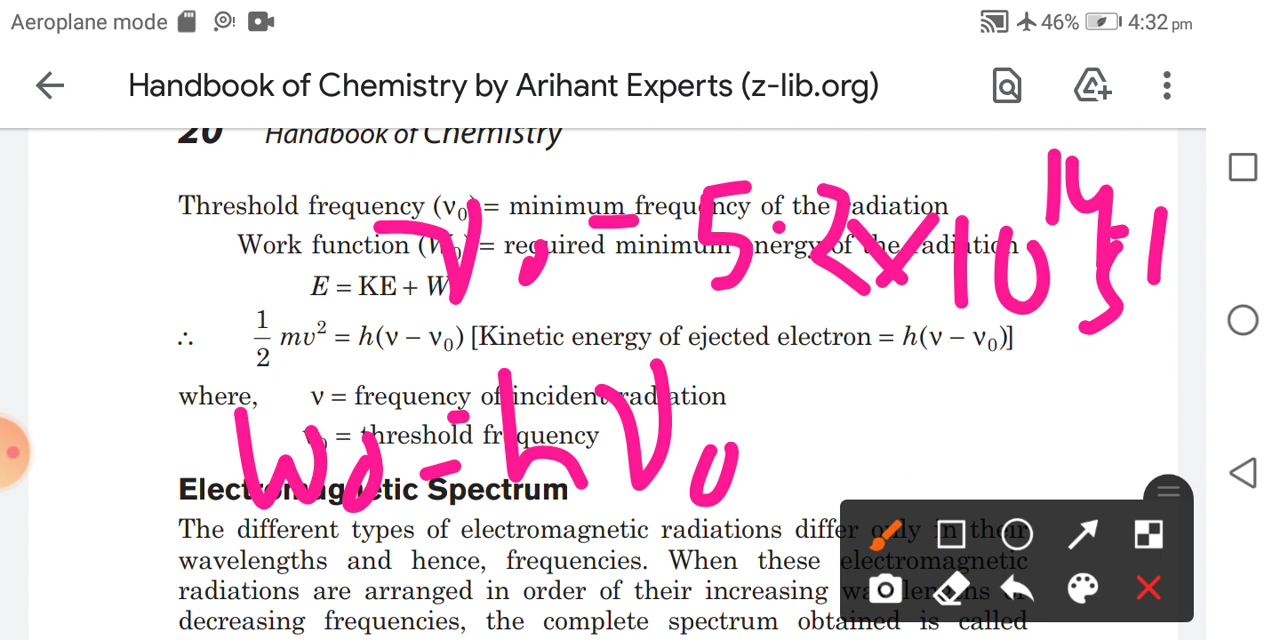 Aeroplane mode 46% 4:32 pm
Handbook of Chemistry by Arihant Experts (z-lib.org)
20 Handbook of Chemistry
Threshold frequency (ν₀) = minimum frequency of the radiation
ν₀ = 5.2×10¹⁴ s⁻¹
Work function (W₀) = required minimum energy of the radiation
E = KE + W
∴ 1/2 mv² = h(ν − ν₀) [Kinetic energy of ejected electron = h(ν − ν₀)]
where, ν = frequency of incident radiation
W₀ = hν₀
ν₀ = threshold frequency
Electromagnetic Spectrum
The different types of electromagnetic radiations differ only in their
wavelengths and hence, frequencies. When these electromagnetic
radiations are arranged in order of their increasing wavelengths or
decreasing frequencies, the complete spectrum obtained is called